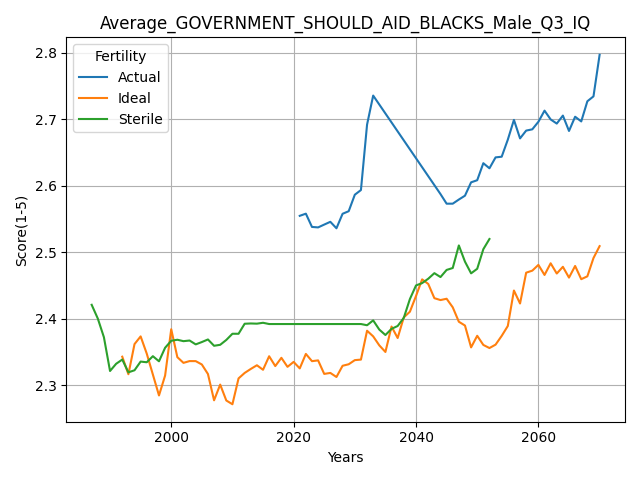 Average_GOVERNMENT_SHOULD_AID_BLACKS_Male_Q3_IQ
Fertility
Actual
Ideal
Sterile
Score(1-5)
2.8
2.7
2.6
2.5
2.4
2.3
2000 2020 2040 2060
Years